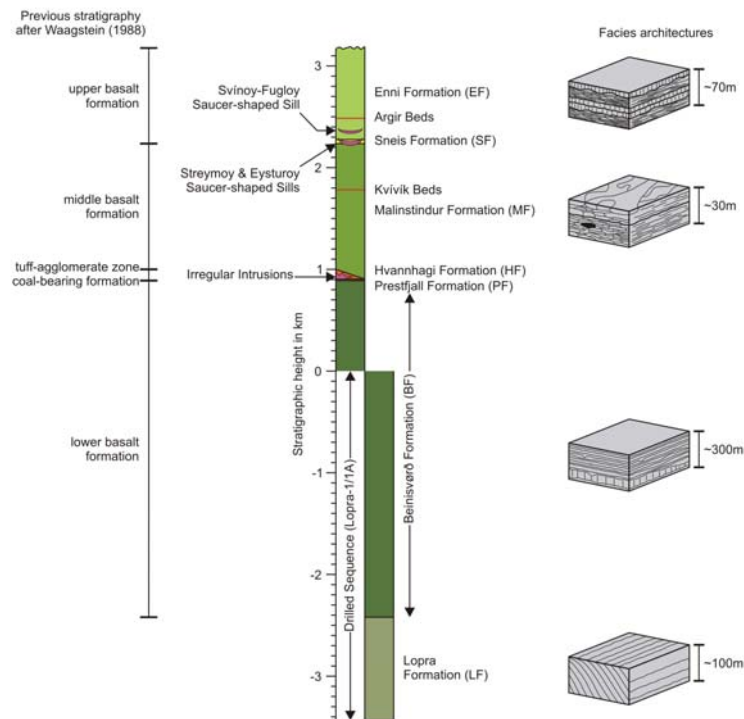 Previous stratigraphy
after Waagstein (1988)
Facies architectures
upper basalt
formation
middle basalt
formation
tuff-agglomerate zone
coal-bearing formation
lower basalt
formation
Svínoy-Fugloy
Saucer-shaped Sill
Streymoy & Eysturoy
Saucer-shaped Sills
Irregular Intrusions
Stratigraphic height in km
3
2
1
0
-1
-2
-3
Drilled Sequence (Lopra-1/1A)
Beinisvørð Formation (BF)
Enni Formation (EF)
Argir Beds
Sneis Formation (SF)
Kvívík Beds
Malinstindur Formation (MF)
Hvannhagi Formation (HF)
Prestfjall Formation (PF)
Lopra
Formation (LF)
~70m
~30m
~300m
~100m